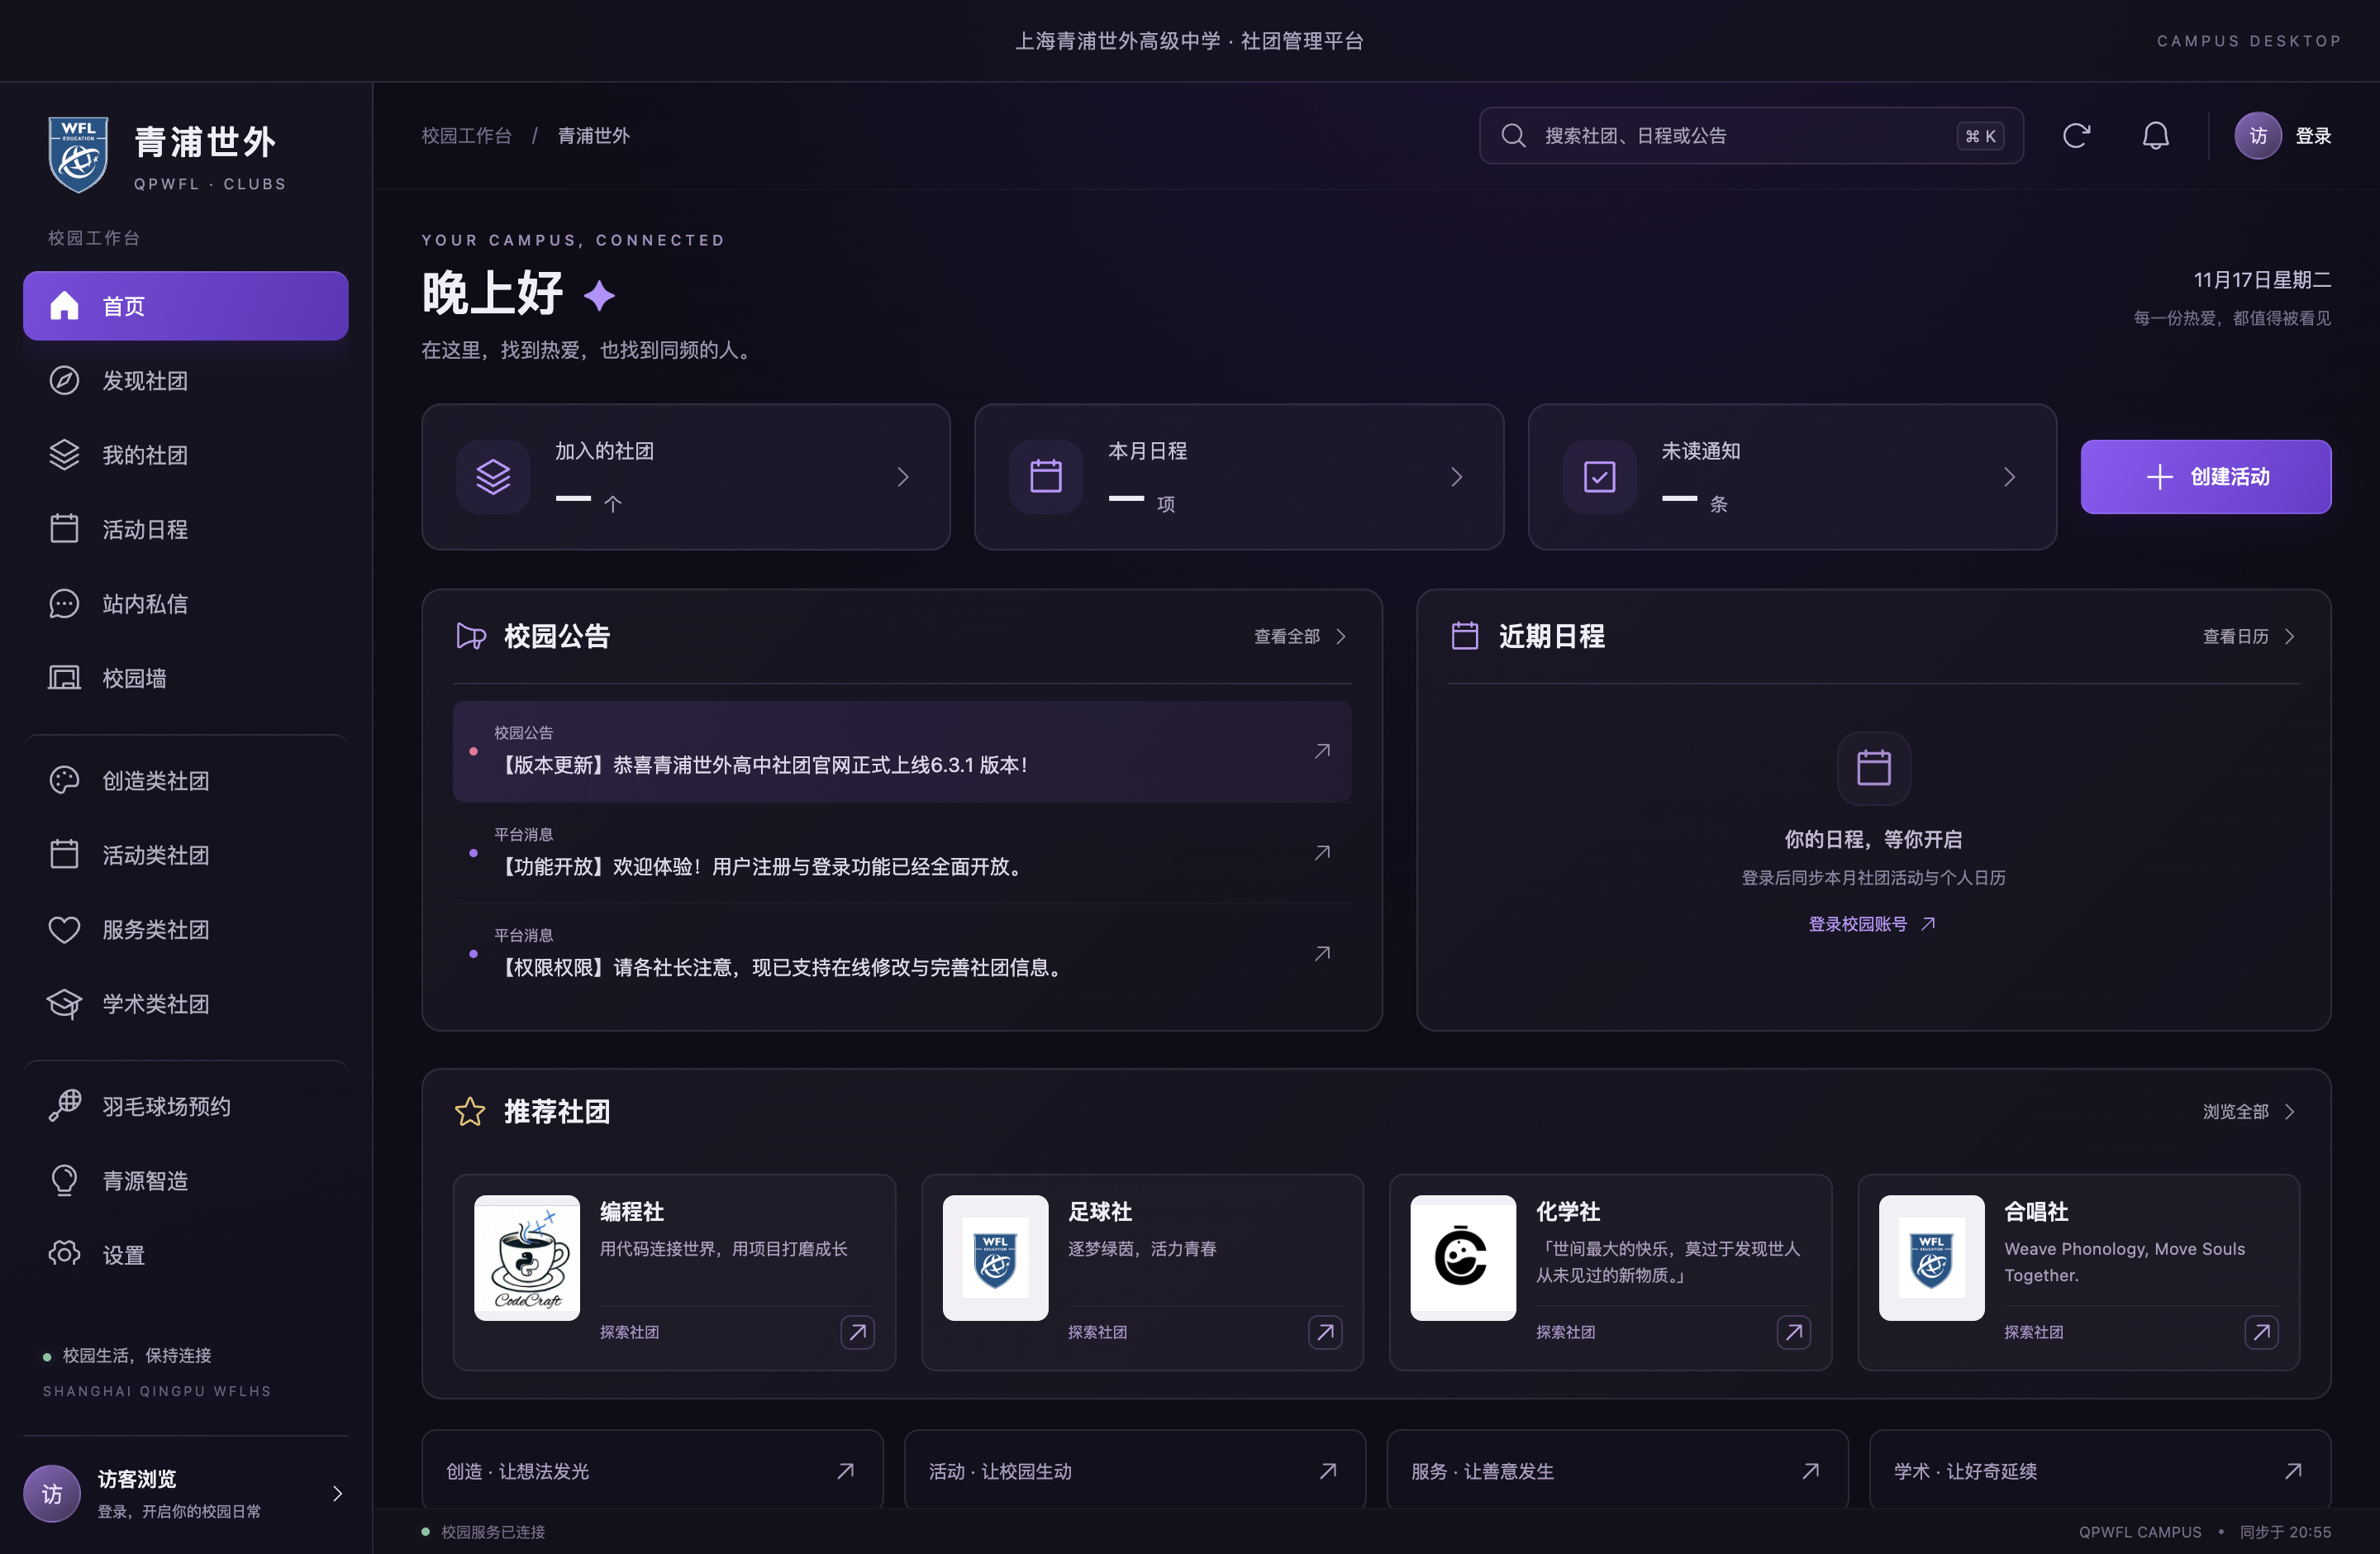 上海青浦世外高级中学 · 社团管理平台
CAMPUS DESKTOP
WFL
EDUCATION
青浦世外
QPWFL · CLUBS
校园工作台
首页
发现社团
我的社团
活动日程
站内私信
校园墙
创造类社团
活动类社团
服务类社团
学术类社团
羽毛球场预约
青源智造
设置
校园生活，保持连接
SHANGHAI QINGPU WFLHS
访
访客浏览
登录，开启你的校园日常
校园工作台 / 青浦世外
搜索社团、日程或公告
⌘ K
访
登录
YOUR CAMPUS, CONNECTED
晚上好
在这里，找到热爱，也找到同频的人。
11月17日星期二
每一份热爱，都值得被看见
加入的社团
— 个
本月日程
— 项
未读通知
— 条
创建活动
校园公告
查看全部
校园公告
【版本更新】恭喜青浦世外高中社团官网正式上线6.3.1 版本！
平台消息
【功能开放】欢迎体验！用户注册与登录功能已经全面开放。
平台消息
【权限权限】请各社长注意，现已支持在线修改与完善社团信息。
近期日程
查看日历
你的日程，等你开启
登录后同步本月社团活动与个人日历
登录校园账号
推荐社团
浏览全部
CodeCraft
编程社
用代码连接世界，用项目打磨成长
探索社团
WFL
EDUCATION
足球社
逐梦绿茵，活力青春
探索社团
化学社
「世间最大的快乐，莫过于发现世人
从未见过的新物质。」
探索社团
WFL
EDUCATION
合唱社
Weave Phonology, Move Souls
Together.
探索社团
创造 · 让想法发光
活动 · 让校园生动
服务 · 让善意发生
学术 · 让好奇延续
校园服务已连接
QPWFL CAMPUS • 同步于 20:55